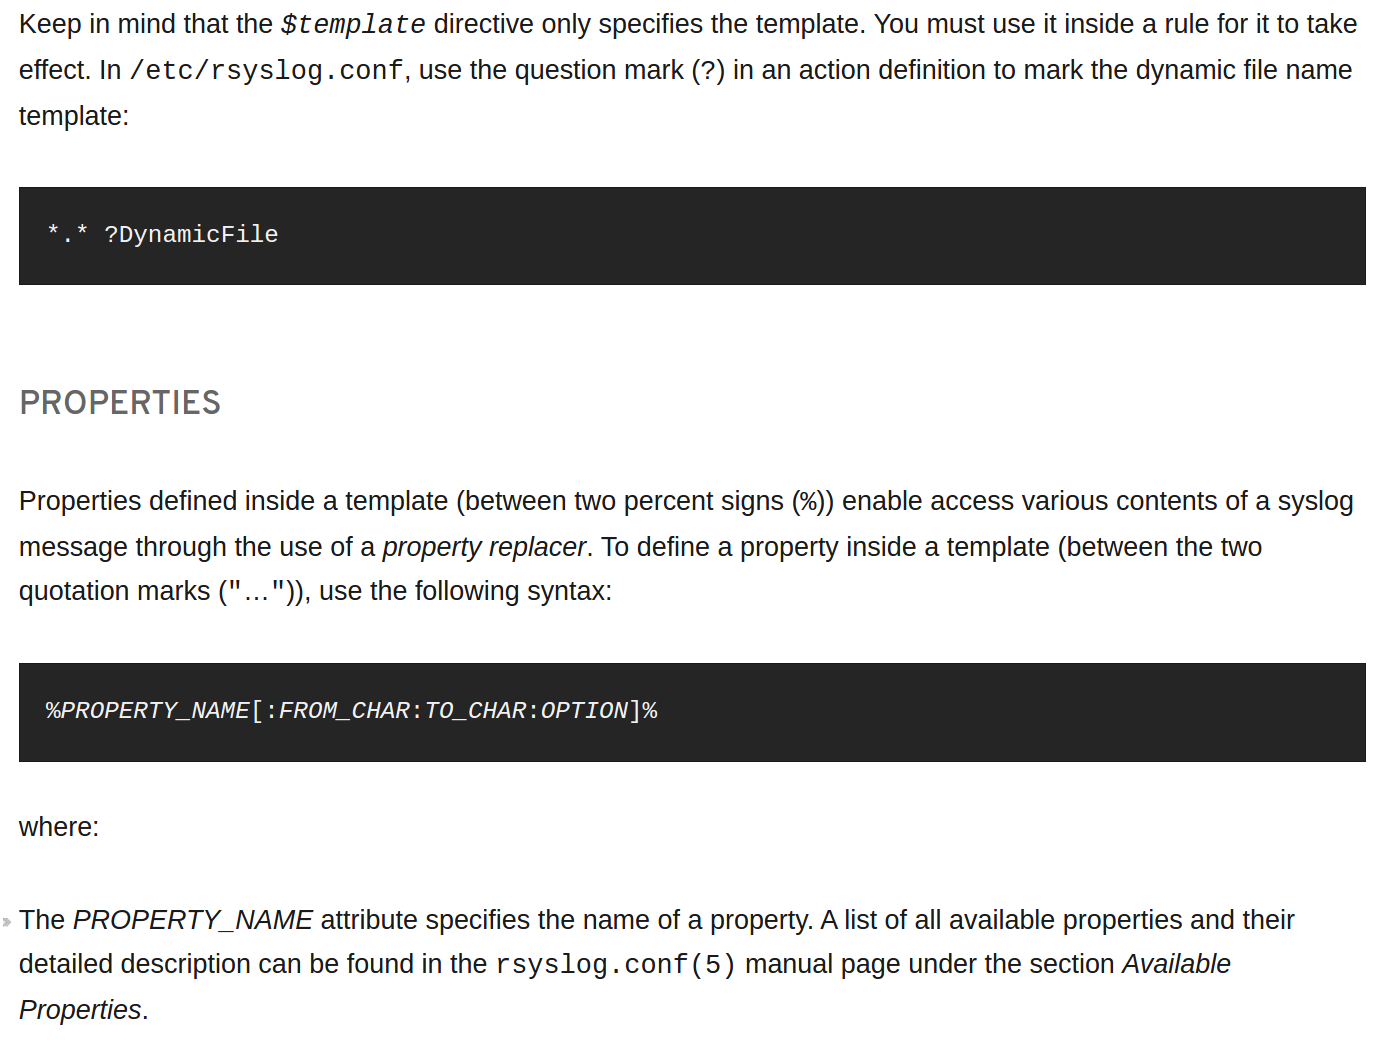 Keep in mind that the $template directive only specifies the template. You must use it inside a rule for it to take
effect. In /etc/rsyslog.conf, use the question mark (?) in an action definition to mark the dynamic file name
template:
*.* ?DynamicFile
PROPERTIES
Properties defined inside a template (between two percent signs (%)) enable access various contents of a syslog
message through the use of a property replacer. To define a property inside a template (between the two
quotation marks ("…")), use the following syntax:
%PROPERTY_NAME[:FROM_CHAR:TO_CHAR:OPTION]%
where:
The PROPERTY_NAME attribute specifies the name of a property. A list of all available properties and their
detailed description can be found in the rsyslog.conf(5) manual page under the section Available
Properties.